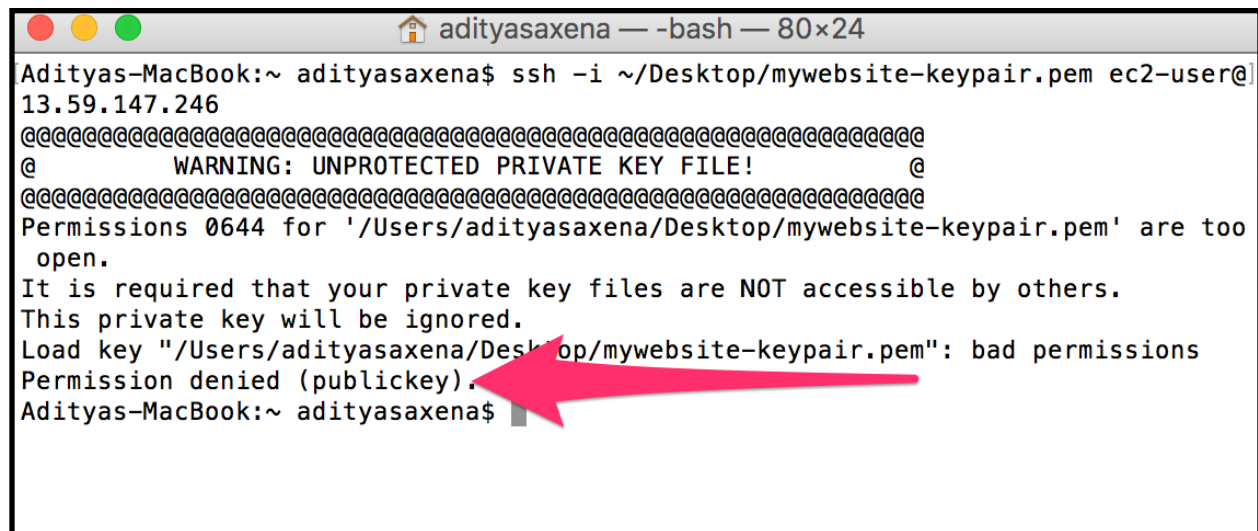 adityasaxena — -bash — 80×24
[Adityas-MacBook:~ adityasaxena$ ssh -i ~/Desktop/mywebsite-keypair.pem ec2-user@]
13.59.147.246
@@@@@@@@@@@@@@@@@@@@@@@@@@@@@@@@@@@@@@@@@@@@@@@@@@@@@@@@@@@
@         WARNING: UNPROTECTED PRIVATE KEY FILE!          @
@@@@@@@@@@@@@@@@@@@@@@@@@@@@@@@@@@@@@@@@@@@@@@@@@@@@@@@@@@@
Permissions 0644 for '/Users/adityasaxena/Desktop/mywebsite-keypair.pem' are too
 open.
It is required that your private key files are NOT accessible by others.
This private key will be ignored.
Load key "/Users/adityasaxena/Desktop/mywebsite-keypair.pem": bad permissions
Permission denied (publickey).
Adityas-MacBook:~ adityasaxena$